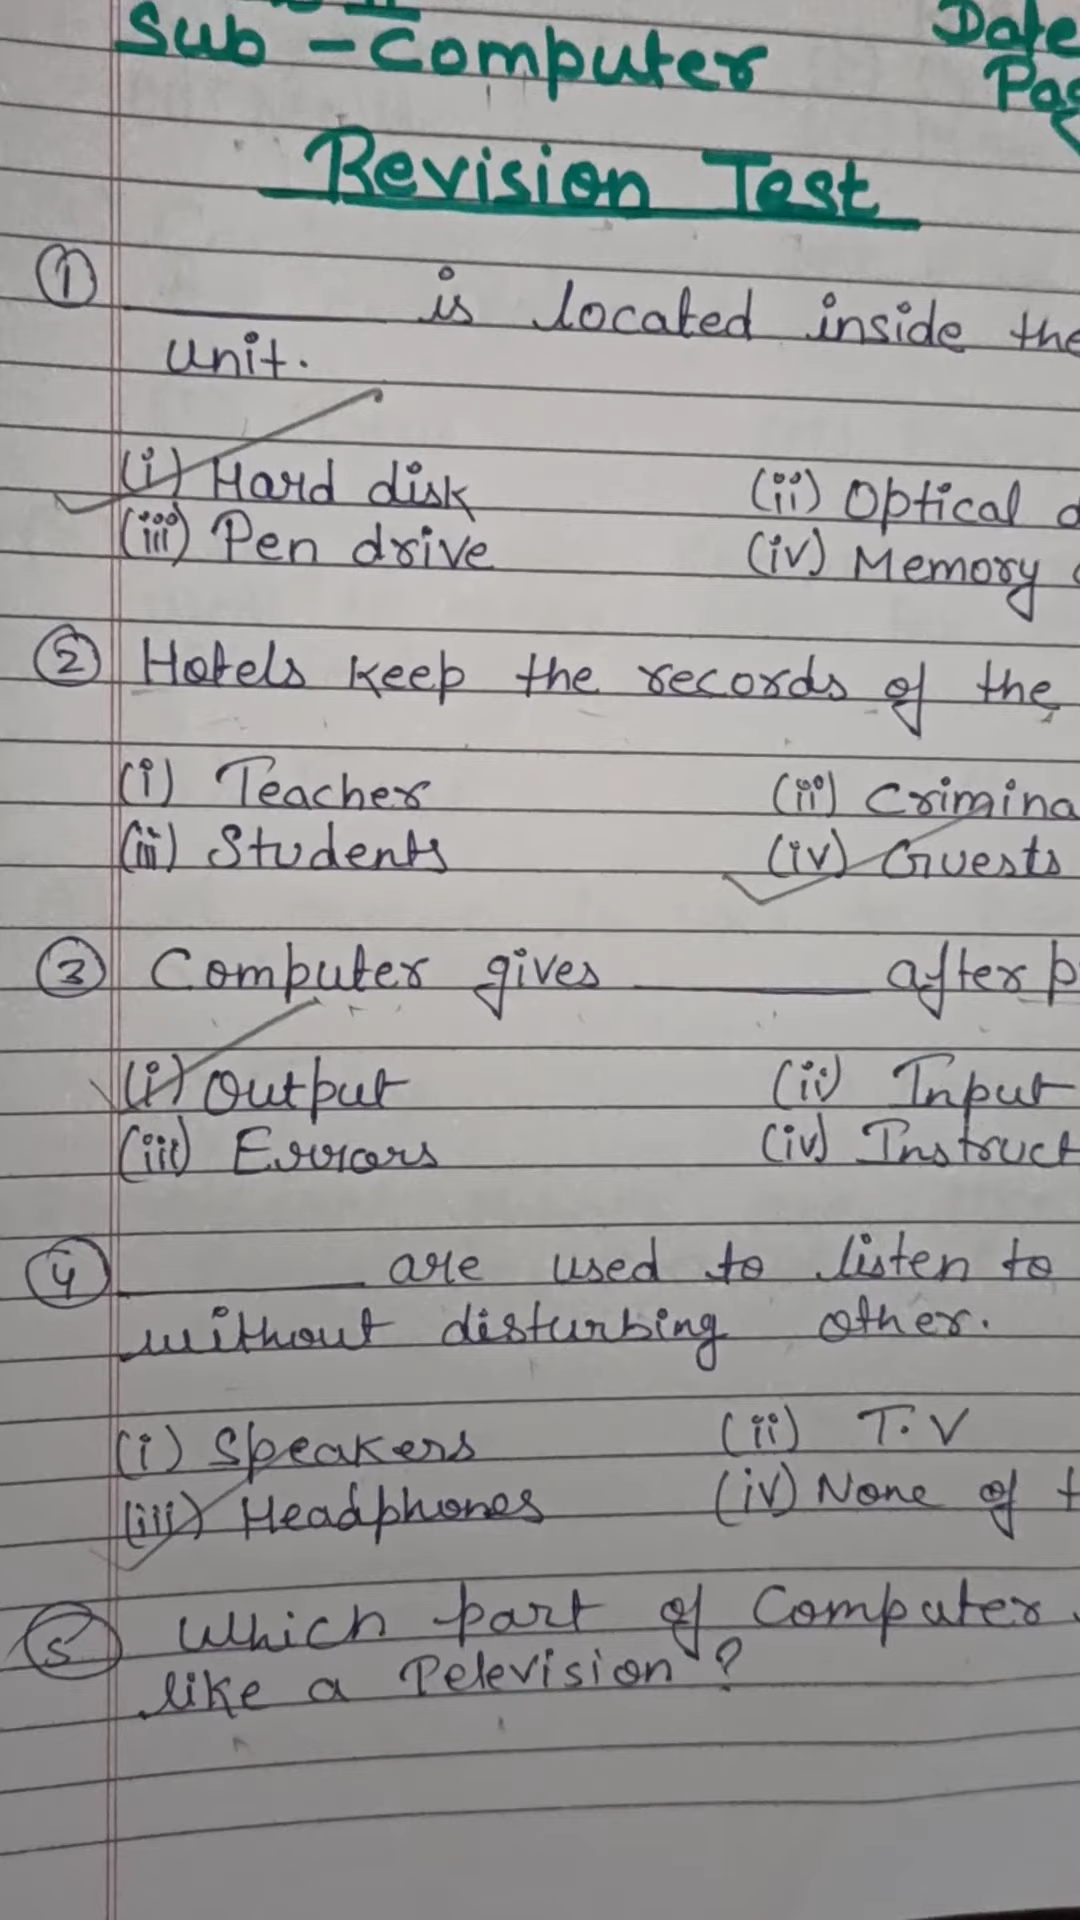 Sub - Computer
Date
Revision Test
① ______ is located inside the
unit.
(i) Hard disk (ii) Optical
(iii) Pen drive (iv) Memory
② Hotels keep the records of the
(i) Teacher (ii) Crimina
(iii) Students (iv) Guests
③ Computer gives ______ after p
(i) Output (ii) Input
(iii) Errors (iv) Instruct
④ ______ are used to listen to
without disturbing other.
(i) Speakers (ii) T.V
(iii) Headphones (iv) None of t
⑤ Which part of Computer
like a Television?